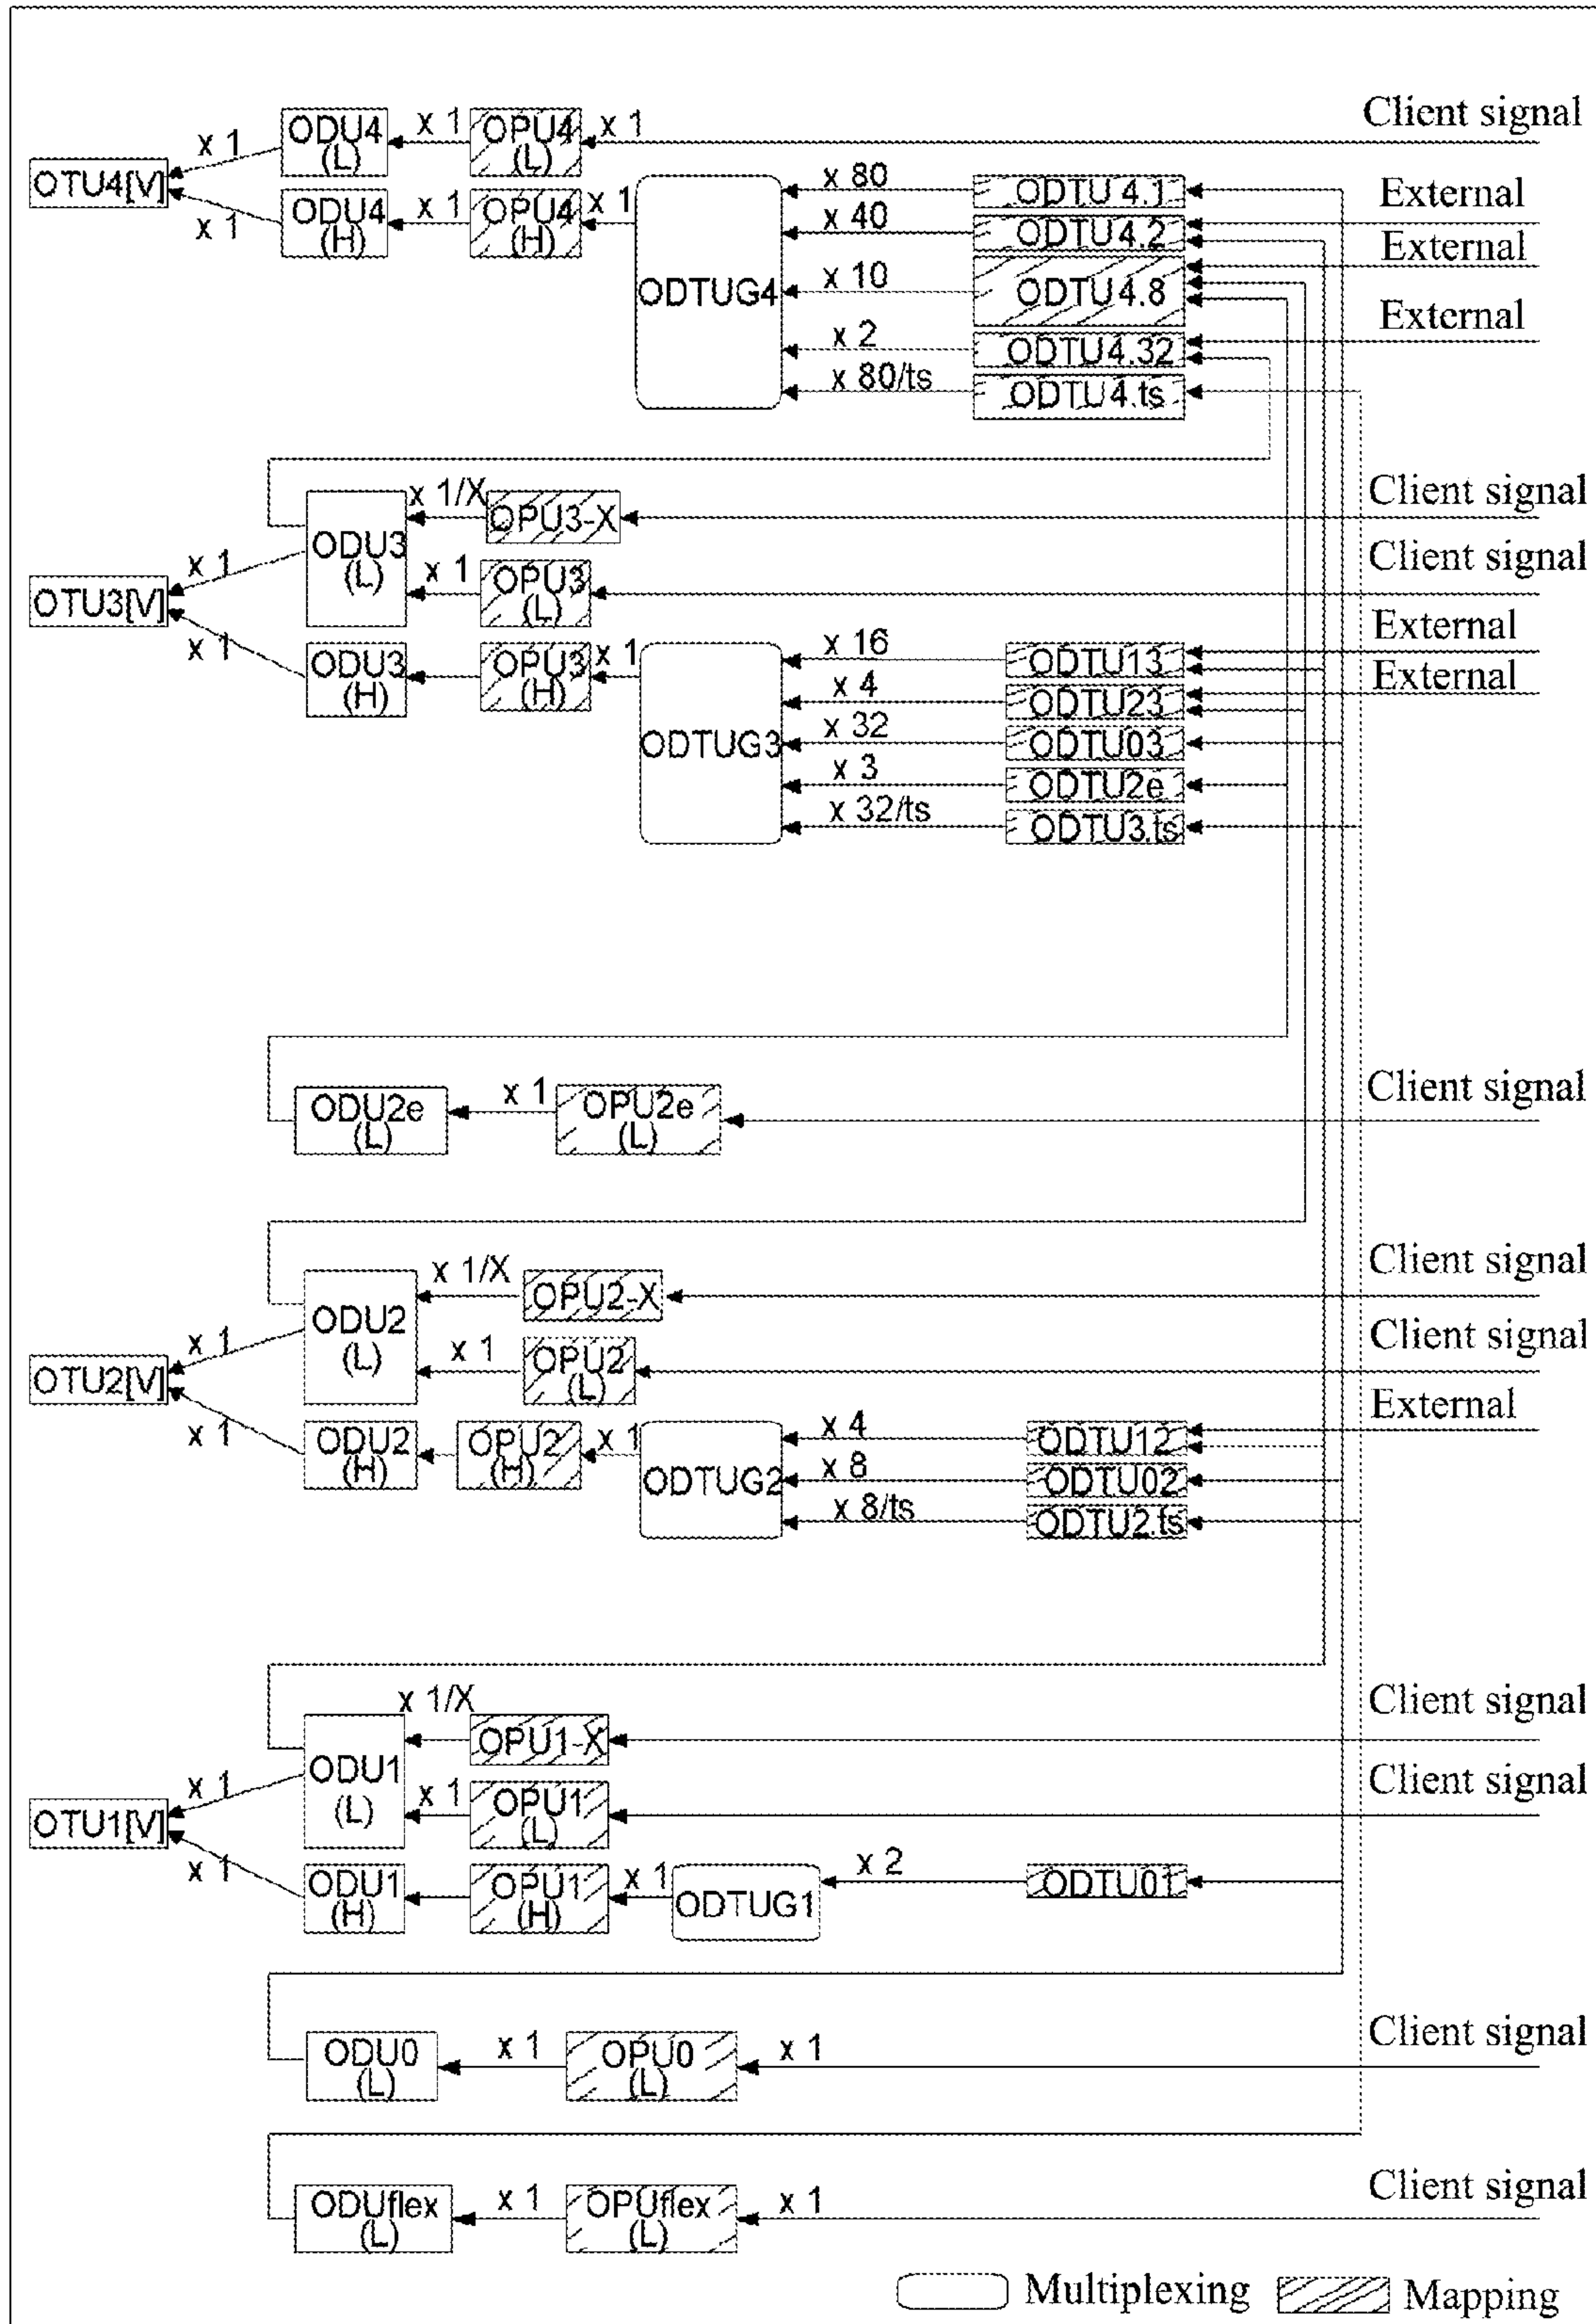 Client signal
x 1 ODU4 (L) x 1 OPU4 (L) x 1
OTU4[V]
x 1 ODU4 (H) x 1 OPU4 (H) x 1
ODTUG4
x 80 ODTU4.1 External
x 40 ODTU4.2 External
x 10 ODTU4.8
x 2 ODTU4.32 External
x 80/ts ODTU4.ts
x 1/X OPU3-X Client signal
ODU3 (L)
x 1
x 1 OPU3 (L) Client signal
OTU3[V]
x 1 ODU3 (H) OPU3 (H) x 1
ODTUG3
x 16 ODTU13 External
x 4 ODTU23 External
x 32 ODTU03
x 3 ODTU2e
x 32/ts ODTU3.ts
ODU2e (L) x 1 OPU2e (L) Client signal
x 1/X OPU2-X Client signal
ODU2 (L)
x 1
x 1 OPU2 (L) Client signal
OTU2[V]
x 1 ODU2 (H) OPU2 (H) x 1
ODTUG2
x 4 ODTU12 External
x 8 ODTU02
x 8/ts ODTU2.ts
x 1/X OPU1-X Client signal
ODU1 (L)
x 1
x 1 OPU1 (L) Client signal
OTU1[V]
x 1 ODU1 (H) OPU1 (H) x 1 ODTUG1 x 2 ODTU01
ODU0 (L) x 1 OPU0 (L) x 1 Client signal
ODUflex (L) x 1 OPUflex (L) x 1 Client signal
Multiplexing Mapping